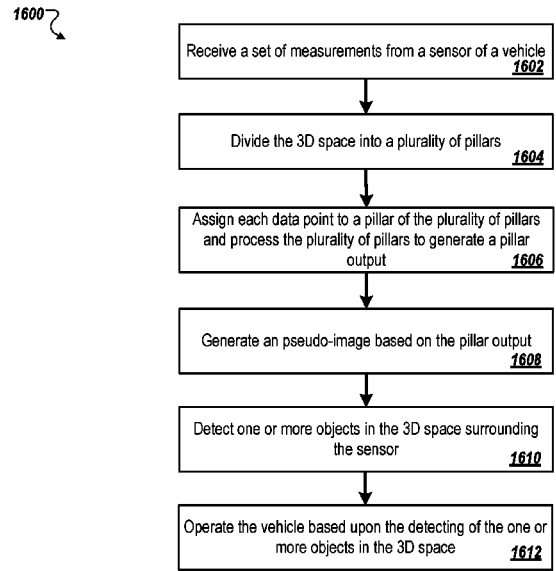 1600
Receive a set of measurements from a sensor of a vehicle
1602
Divide the 3D space into a plurality of pillars
1604
Assign each data point to a pillar of the plurality of pillars
and process the plurality of pillars to generate a pillar
output
1606
Generate an pseudo-image based on the pillar output
1608
Detect one or more objects in the 3D space surrounding
the sensor
1610
Operate the vehicle based upon the detecting of the one or
more objects in the 3D space
1612